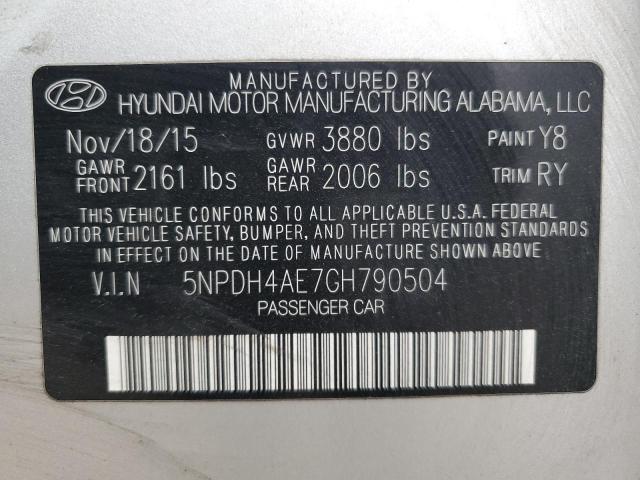 MANUFACTURED BY
HYUNDAI MOTOR MANUFACTURING ALABAMA, LLC
Nov/18/15 GVWR 3880 lbs PAINT Y8
GAWR FRONT 2161 lbs GAWR REAR 2006 lbs TRIM RY
THIS VEHICLE CONFORMS TO ALL APPLICABLE U.S.A. FEDERAL
MOTOR VEHICLE SAFETY, BUMPER, AND THEFT PREVENTION STANDARDS
IN EFFECT ON THE DATE OF MANUFACTURE SHOWN ABOVE.
V.I.N 5NPDH4AE7GH790504
PASSENGER CAR